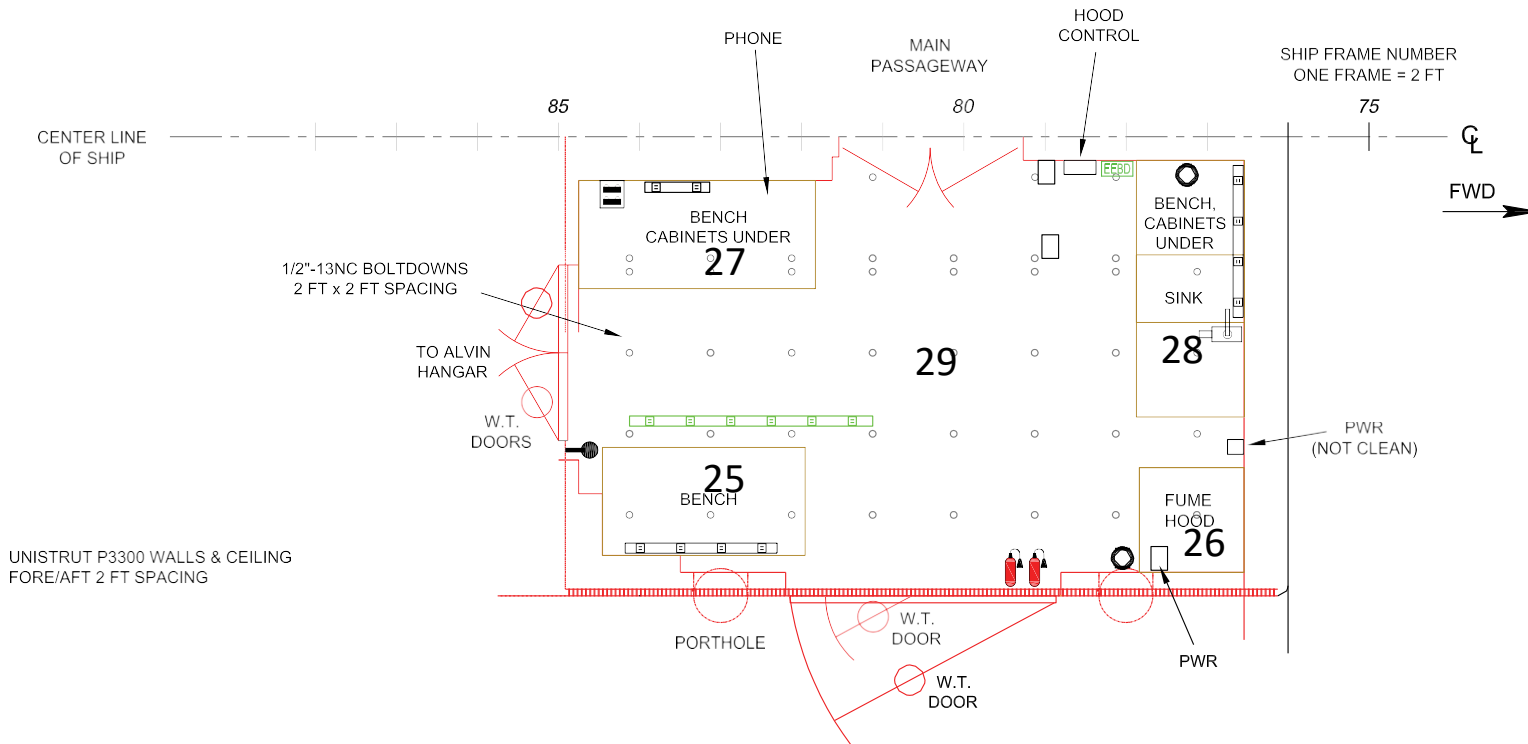 HOOD
CONTROL
PHONE
MAIN
PASSAGEWAY
SHIP FRAME NUMBER
ONE FRAME = 2 FT
85
80
75
CENTER LINE
OF SHIP
CL
FWD
EEBD
BENCH
CABINETS UNDER
27
BENCH,
CABINETS
UNDER
1/2"-13NC BOLTDOWNS
2 FT x 2 FT SPACING
SINK
TO ALVIN
HANGAR
29
28
W.T.
DOORS
PWR
(NOT CLEAN)
25
BENCH
FUME
HOOD
26
UNISTRUT P3300 WALLS & CEILING
FORE/AFT 2 FT SPACING
PORTHOLE
W.T.
DOOR
PWR
W.T.
DOOR